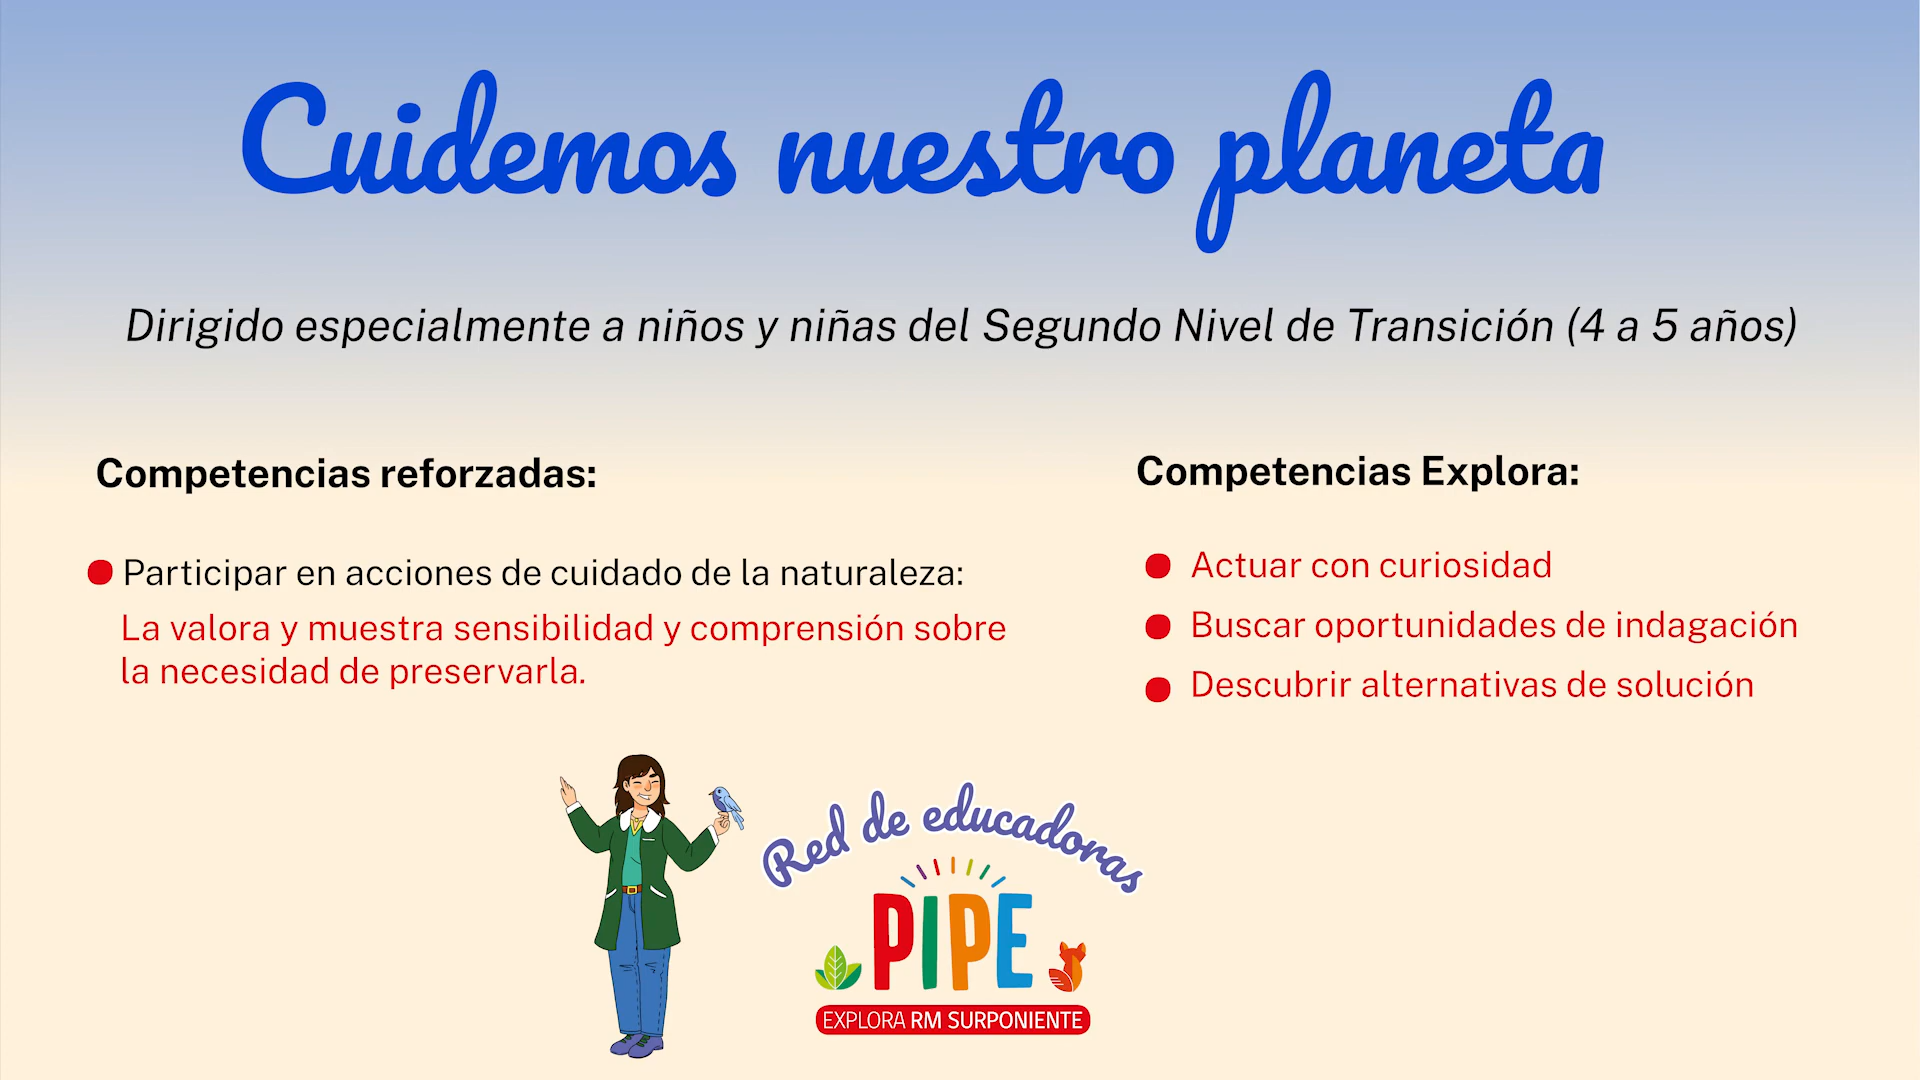 Cuidemos nuestro planeta
Dirigido especialmente a niños y niñas del Segundo Nivel de Transición (4 a 5 años)
Competencias reforzadas:
Participar en acciones de cuidado de la naturaleza:
La valora y muestra sensibilidad y comprensión sobre
la necesidad de preservarla.
Competencias Explora:
Actuar con curiosidad
Buscar oportunidades de indagación
Descubrir alternativas de solución
Red de educadoras
PIPE
EXPLORA RM SURPONIENTE